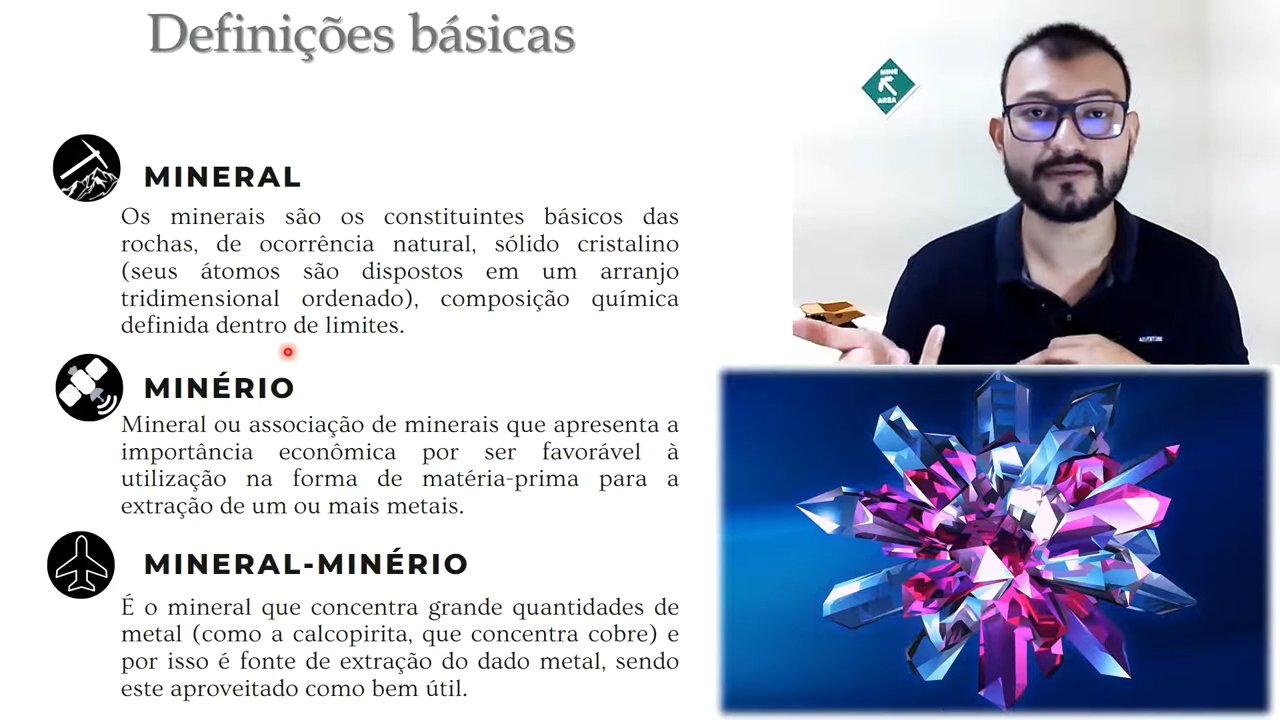 Definições básicas
MINE
AREA
MINERAL
Os minerais são os constituintes básicos das
rochas, de ocorrência natural, sólido cristalino
(seus átomos são dispostos em um arranjo
tridimensional ordenado), composição química
definida dentro de limites.
MINÉRIO
Mineral ou associação de minerais que apresenta a
importância econômica por ser favorável à
utilização na forma de matéria-prima para a
extração de um ou mais metais.
MINERAL-MINÉRIO
É o mineral que concentra grande quantidades de
metal (como a calcopirita, que concentra cobre) e
por isso é fonte de extração do dado metal, sendo
este aproveitado como bem útil.